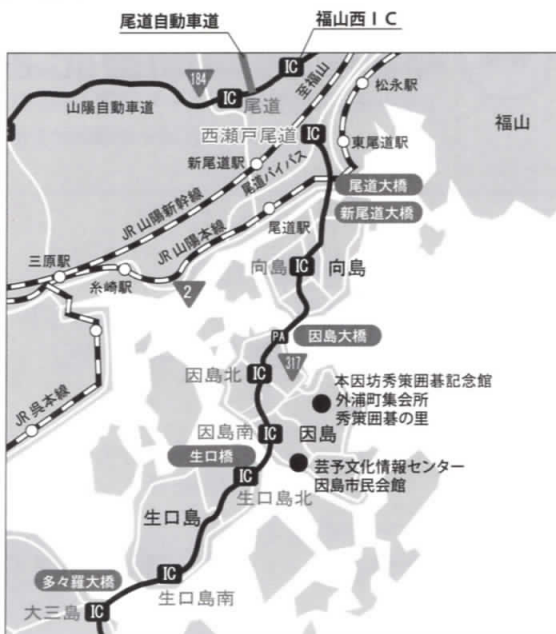 尾道自動車道
福山西IC
184
IC
IC
尾道
山陽自動車道
至福山
松永駅
福山
西瀬戸尾道
IC
新尾道駅
尾道バイパス
東尾道駅
尾道大橋
JR山陽新幹線
新尾道大橋
JR山陽本線
尾道駅
三原駅
糸崎駅
2
向島
IC
向島
PA
因島大橋
317
JR呉本線
因島北
IC
本因坊秀策囲碁記念館
外浦町集会所
秀策囲碁の里
因島南
IC
因島
生口橋
芸予文化情報センター
因島市民会館
IC
生口島北
生口島
多々羅大橋
IC
生口島南
大三島
IC